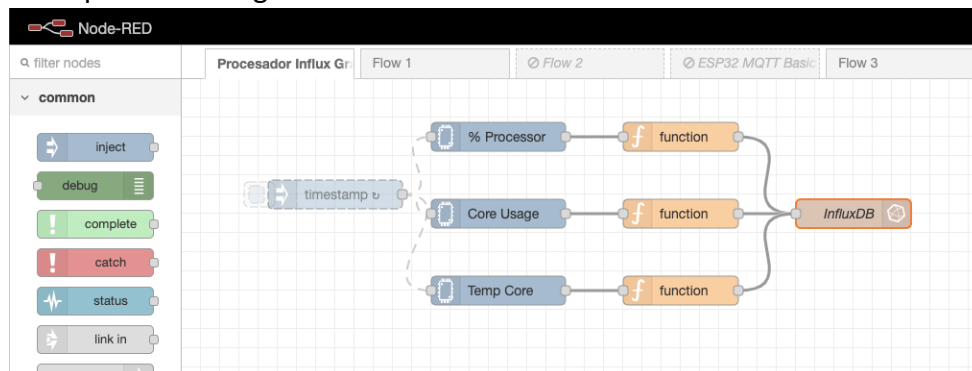 Node-RED
filter nodes
Procesador Influx Gr
Flow 1
Flow 2
ESP32 MQTT Basic
Flow 3
common
inject
debug
complete
catch
status
link in
timestamp ↻
% Processor
function
Core Usage
function
InfluxDB
Temp Core
function